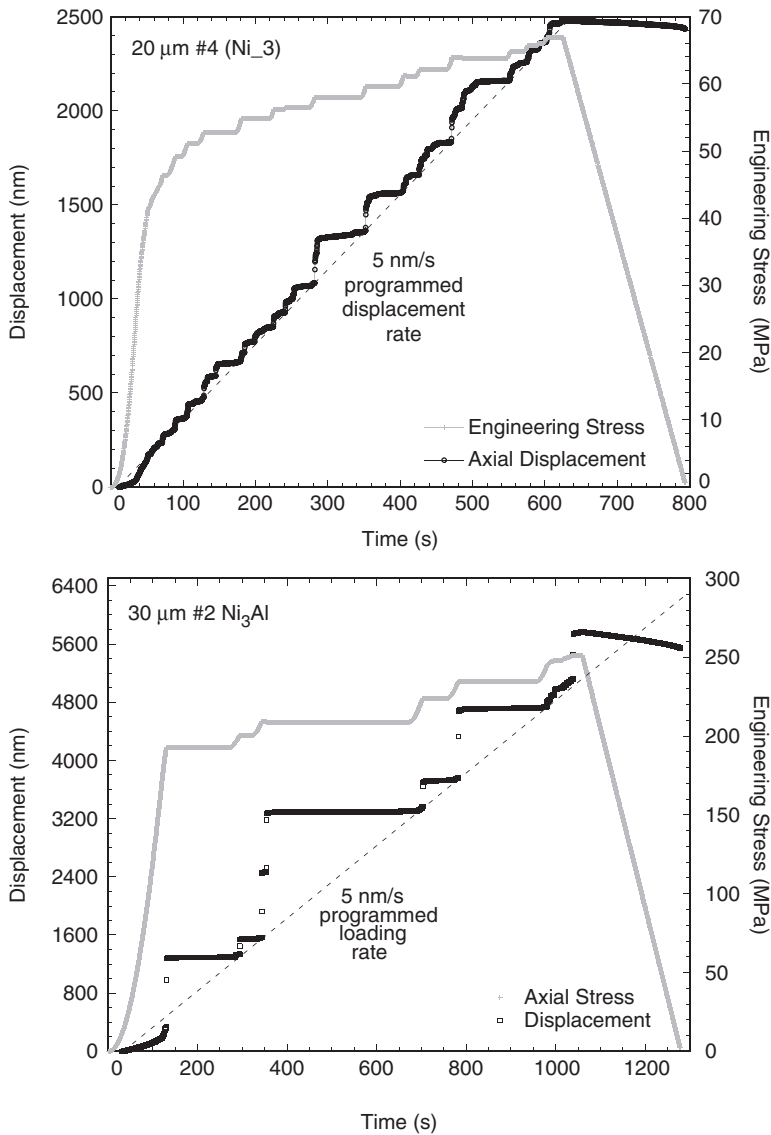 20 μm #4 (Ni_3)
2500
2000
1500
1000
500
0
Displacement (nm)
70
60
50
40
30
20
10
0
Engineering Stress (MPa)
5 nm/s
programmed
displacement
rate
Engineering Stress
Axial Displacement
0 100 200 300 400 500 600 700 800
Time (s)
30 μm #2 Ni₃Al
6400
5600
4800
4000
3200
2400
1600
800
0
Displacement (nm)
300
250
200
150
100
50
0
Engineering Stress (MPa)
5 nm/s
programmed
loading
rate
Axial Stress
Displacement
0 200 400 600 800 1000 1200
Time (s)